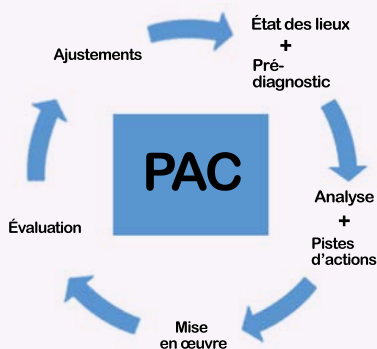 État des lieux
+
Pré-
diagnostic
Analyse
+
Pistes
d'actions
Mise
en œuvre
Évaluation
Ajustements
PAC